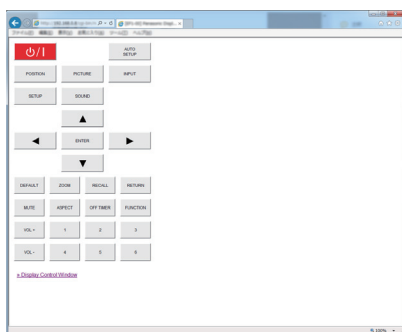 AUTO
SETUP
POSITION PICTURE INPUT
SETUP SOUND
ENTER
DEFAULT ZOOM RECALL RETURN
MUTE ASPECT OFF TIMER FUNCTION
VOL + 1 2 3
VOL - 4 5 6
» Display Control Window
100%